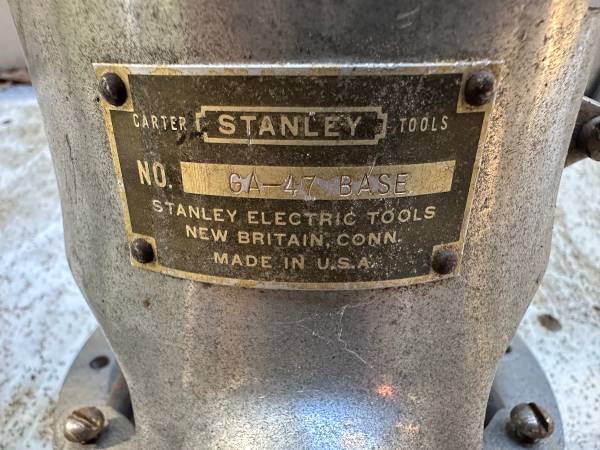 CARTER STANLEY TOOLS
NO. GA-47 BASE
STANLEY ELECTRIC TOOLS
NEW BRITAIN, CONN.
MADE IN U.S.A.